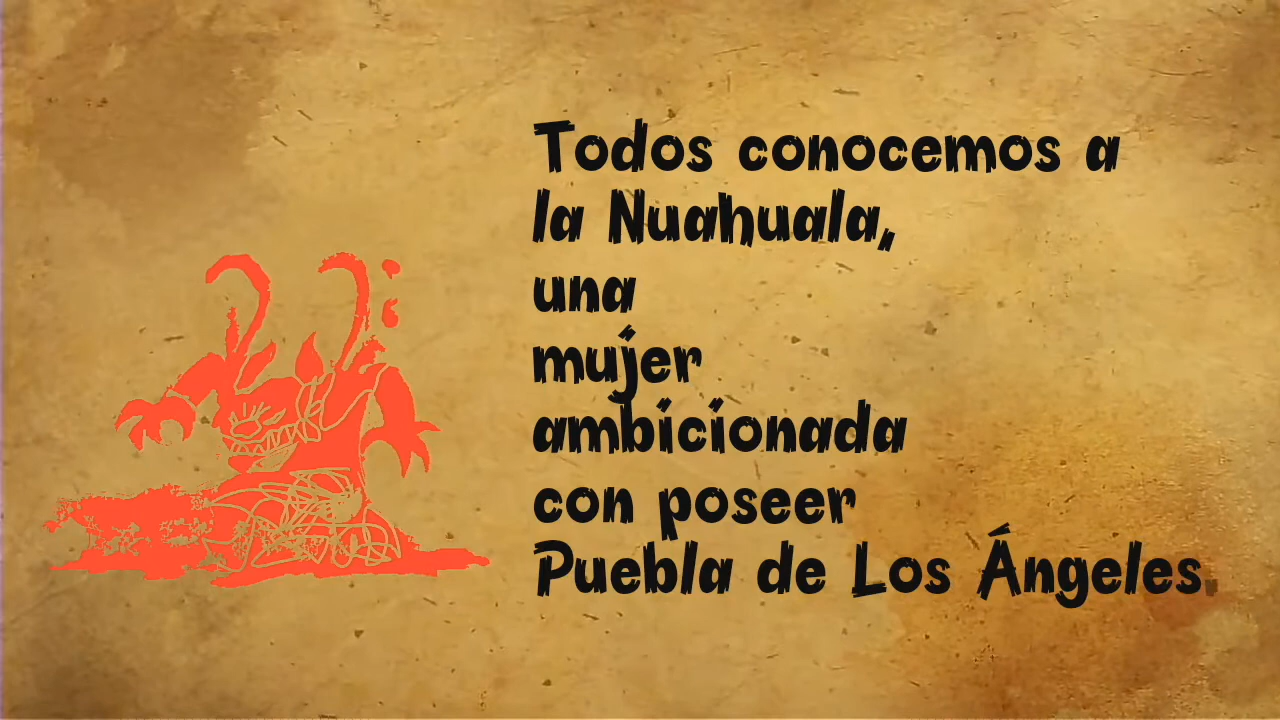 Todos conocemos a
la Nuahuala,
una
mujer
ambicionada
con poseer
Puebla de Los Ángeles.